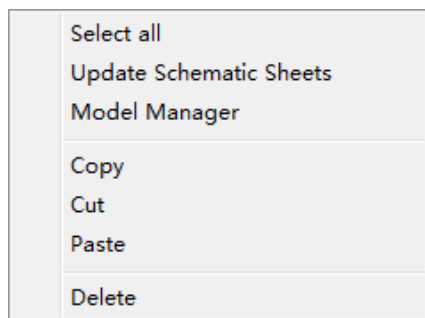 Select all
Update Schematic Sheets
Model Manager
Copy
Cut
Paste
Delete